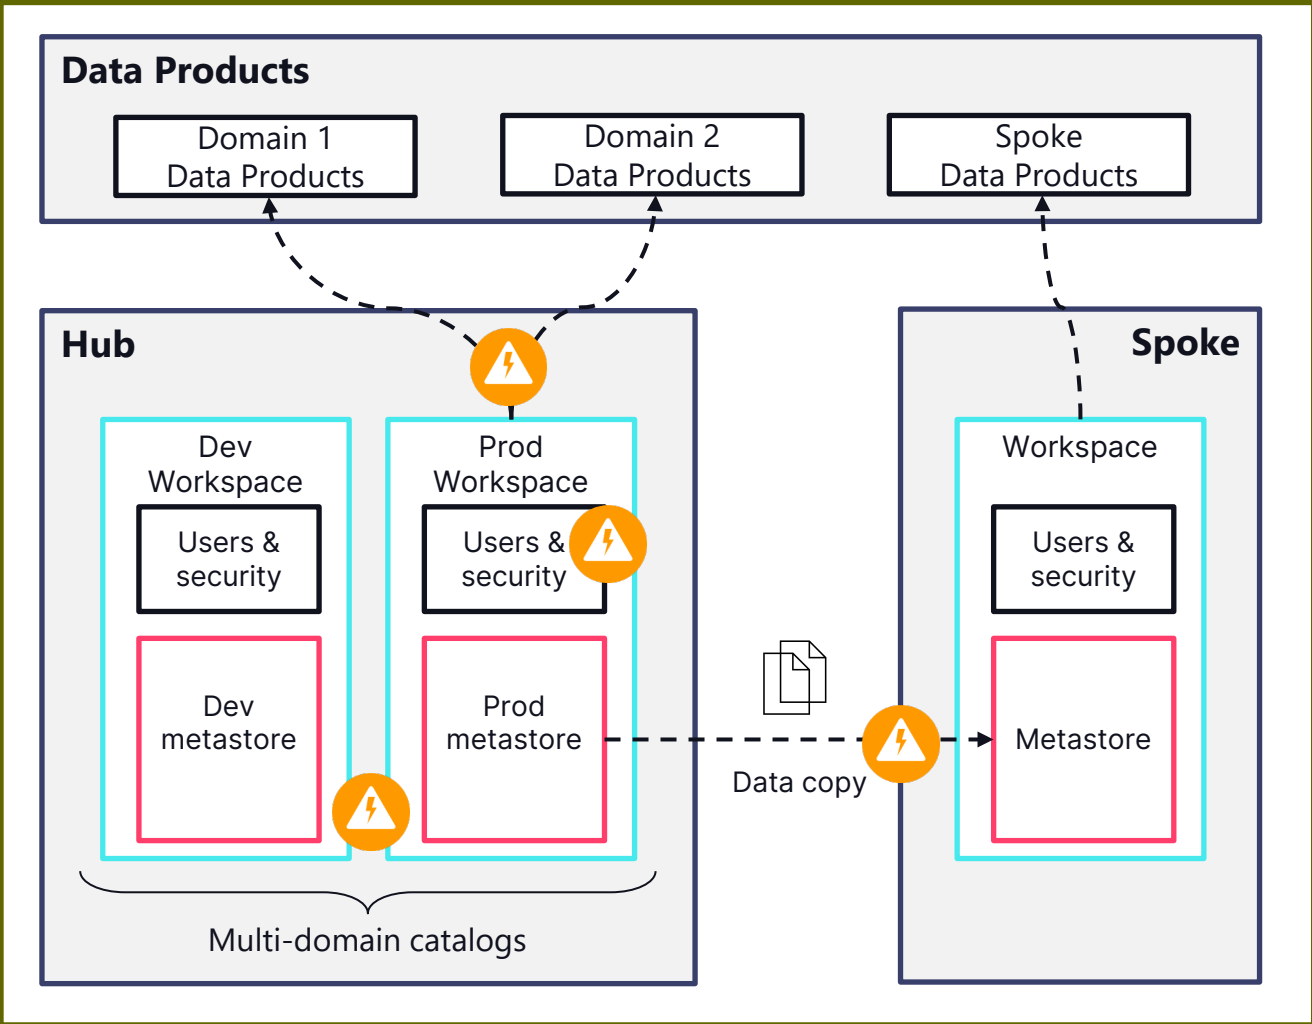 Data Products
Domain 1
Data Products
Domain 2
Data Products
Spoke
Data Products
Hub
Dev
Workspace
Users &
security
Dev
metastore
Prod
Workspace
Users &
security
Prod
metastore
Multi-domain catalogs
Data copy
Spoke
Workspace
Users &
security
Metastore